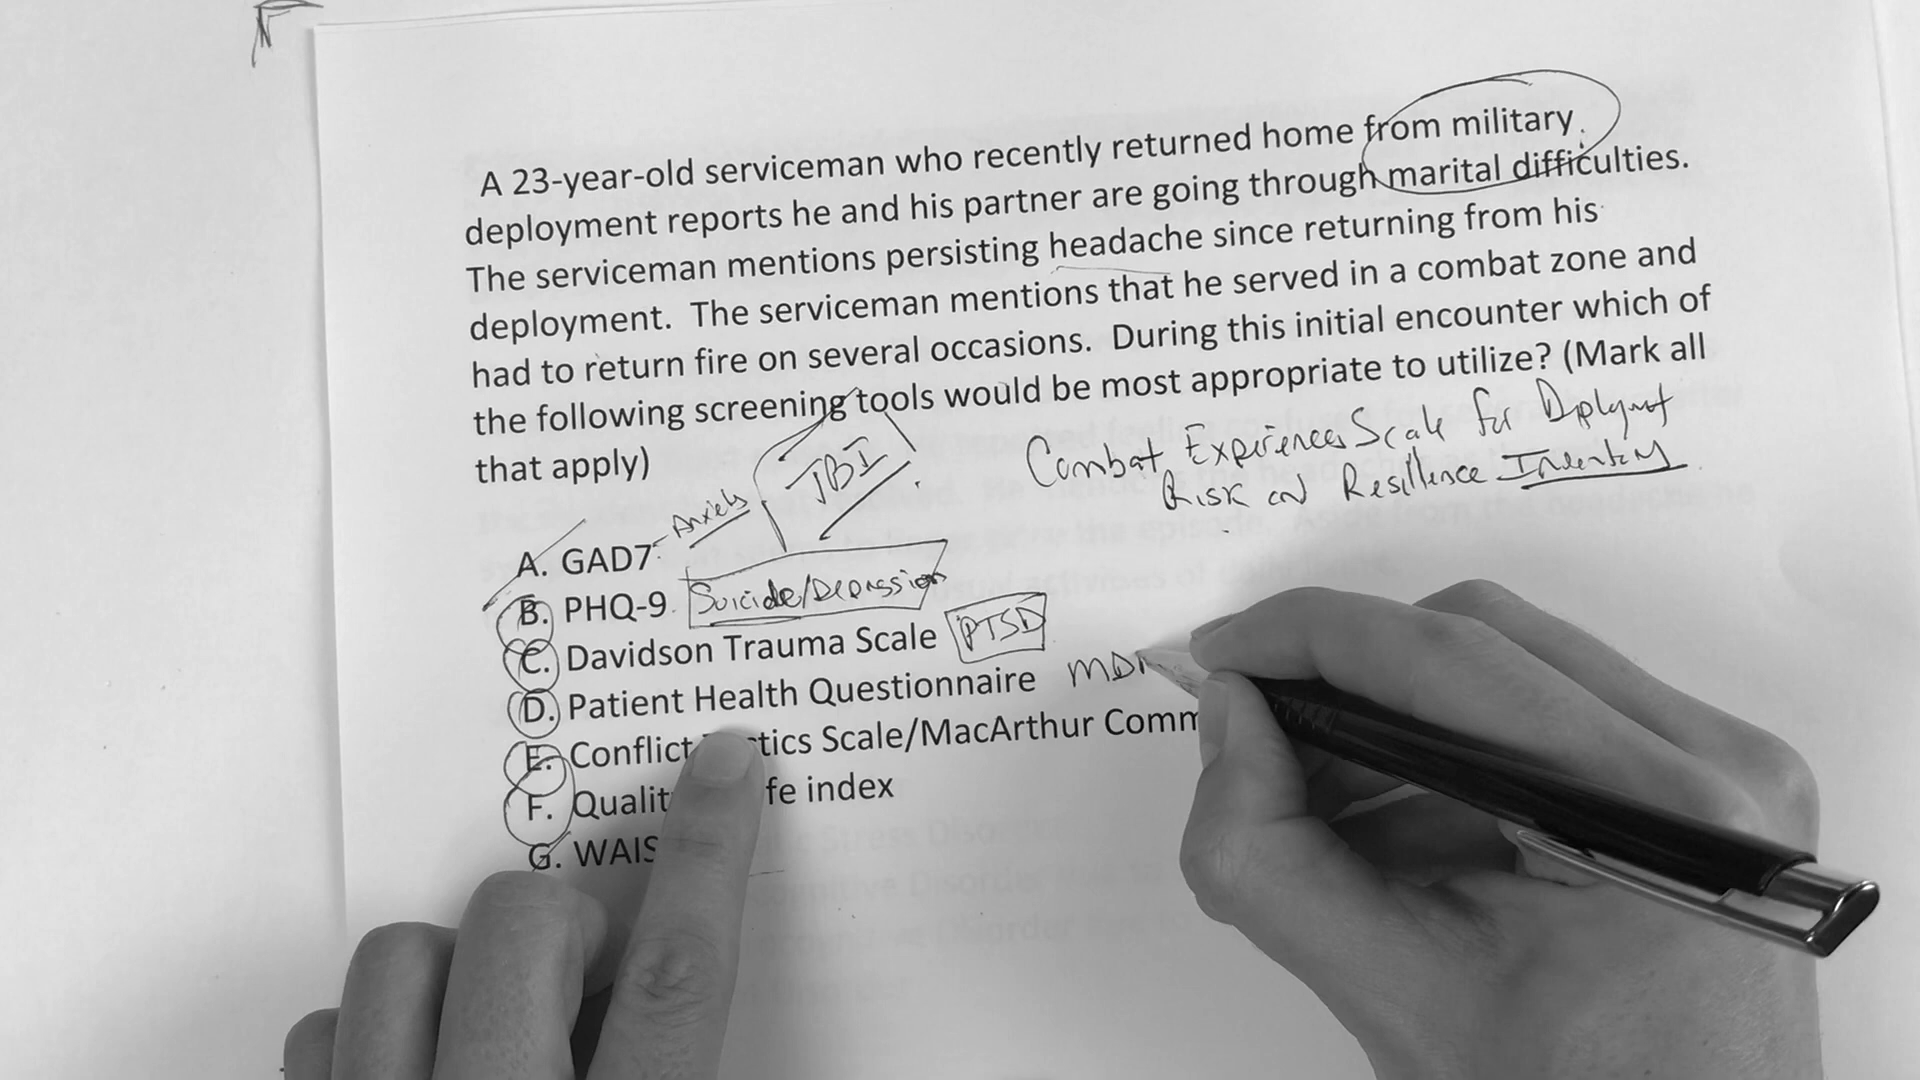 A 23-year-old serviceman who recently returned home from military
deployment reports he and his partner are going through marital difficulties.
The serviceman mentions persisting headache since returning from his
deployment. The serviceman mentions that he served in a combat zone and
had to return fire on several occasions. During this initial encounter which of
the following screening tools would be most appropriate to utilize? (Mark all
that apply)
Combat Experiences Scale for
Risk and Resilience Inventory
TBI
A. GAD7 - Anxiety
B. PHQ-9 Suicide/Depression
C. Davidson Trauma Scale PTSD
D. Patient Health Questionnaire
E. Conflict Scale/MacArthur
F. index
G. WAIS